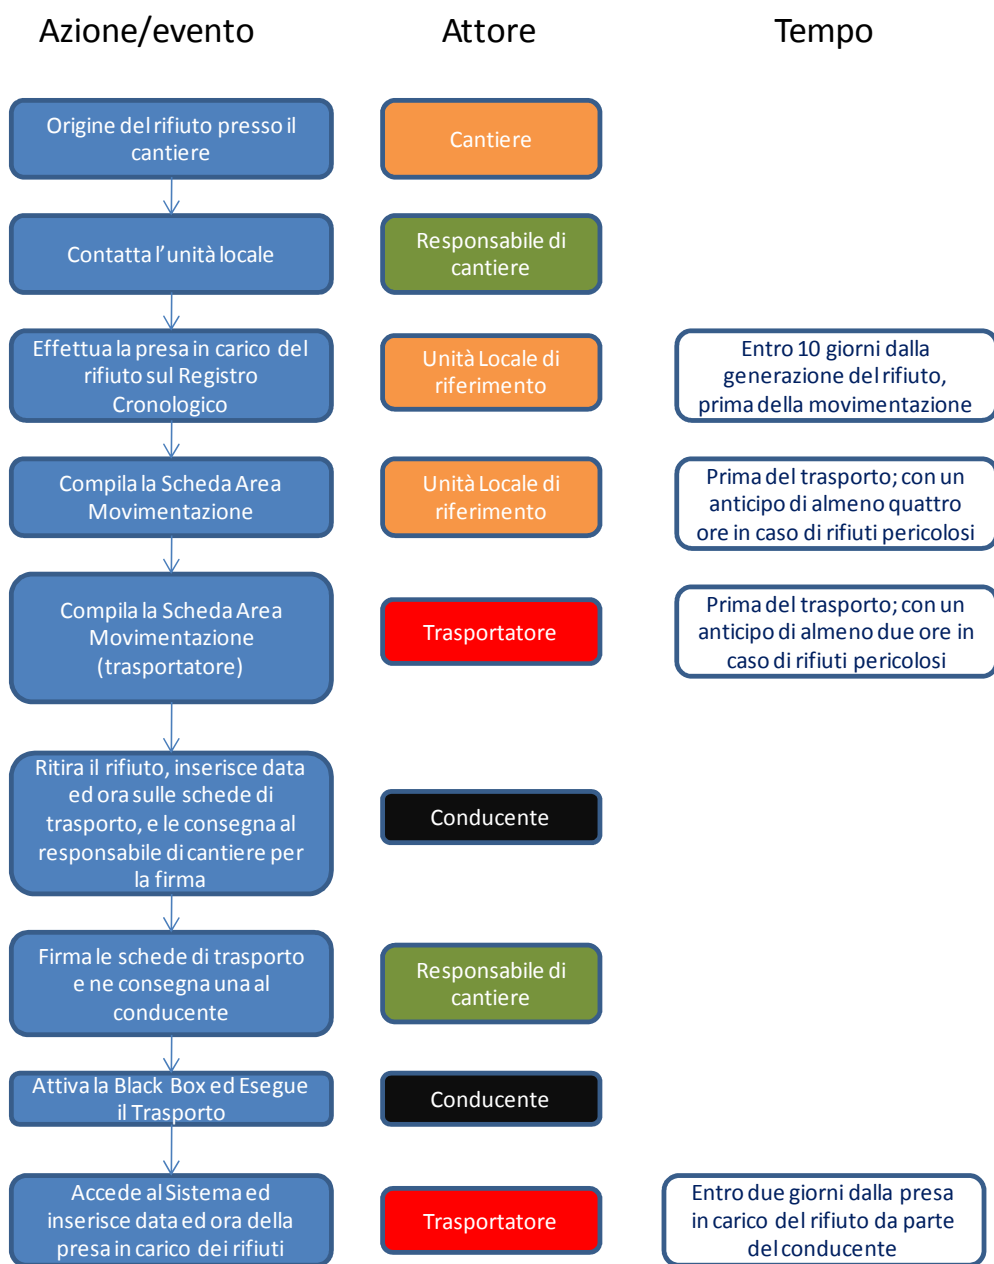 Azione/evento Attore Tempo
Origine del rifiuto presso il
cantiere
Cantiere
Contatta l'unità locale
Responsabile di
cantiere
Effettua la presa in carico del
rifiuto sul Registro
Cronologico
Unità Locale di
riferimento
Entro 10 giorni dalla
generazione del rifiuto,
prima della movimentazione
Compila la Scheda Area
Movimentazione
Unità Locale di
riferimento
Prima del trasporto; con un
anticipo di almeno quattro
ore in caso di rifiuti pericolosi
Compila la Scheda Area
Movimentazione
(trasportatore)
Trasportatore
Prima del trasporto; con un
anticipo di almeno due ore in
caso di rifiuti pericolosi
Ritira il rifiuto, inserisce data
ed ora sulle schede di
trasporto, e le consegna al
responsabile di cantiere per
la firma
Conducente
Firma le schede di trasporto
e ne consegna una al
conducente
Responsabile di
cantiere
Attiva la Black Box ed Esegue
il Trasporto
Conducente
Accede al Sistema ed
inserisce data ed ora della
presa in carico dei rifiuti
Trasportatore
Entro due giorni dalla presa
in carico del rifiuto da parte
del conducente